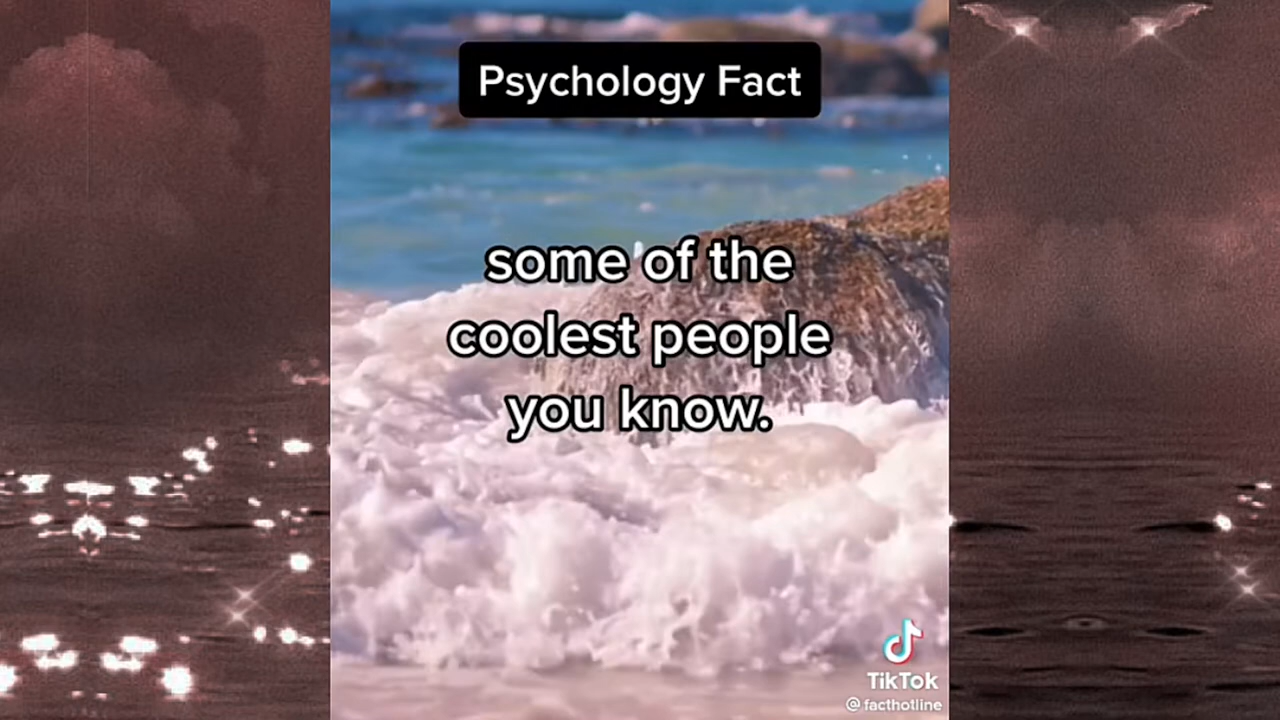 Psychology Fact
some of the
coolest people
you know.
TikTok
@facthotline